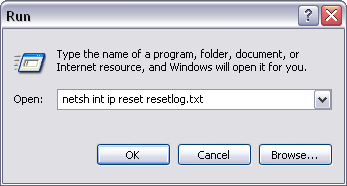 Run
Type the name of a program, folder, document, or
Internet resource, and Windows will open it for you.
Open: netsh int ip reset resetlog.txt
OK Cancel Browse...